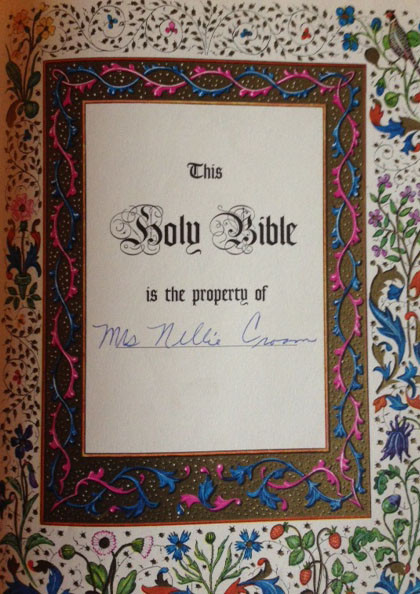 This
Holy Bible
is the property of
Mrs Nellie Croom